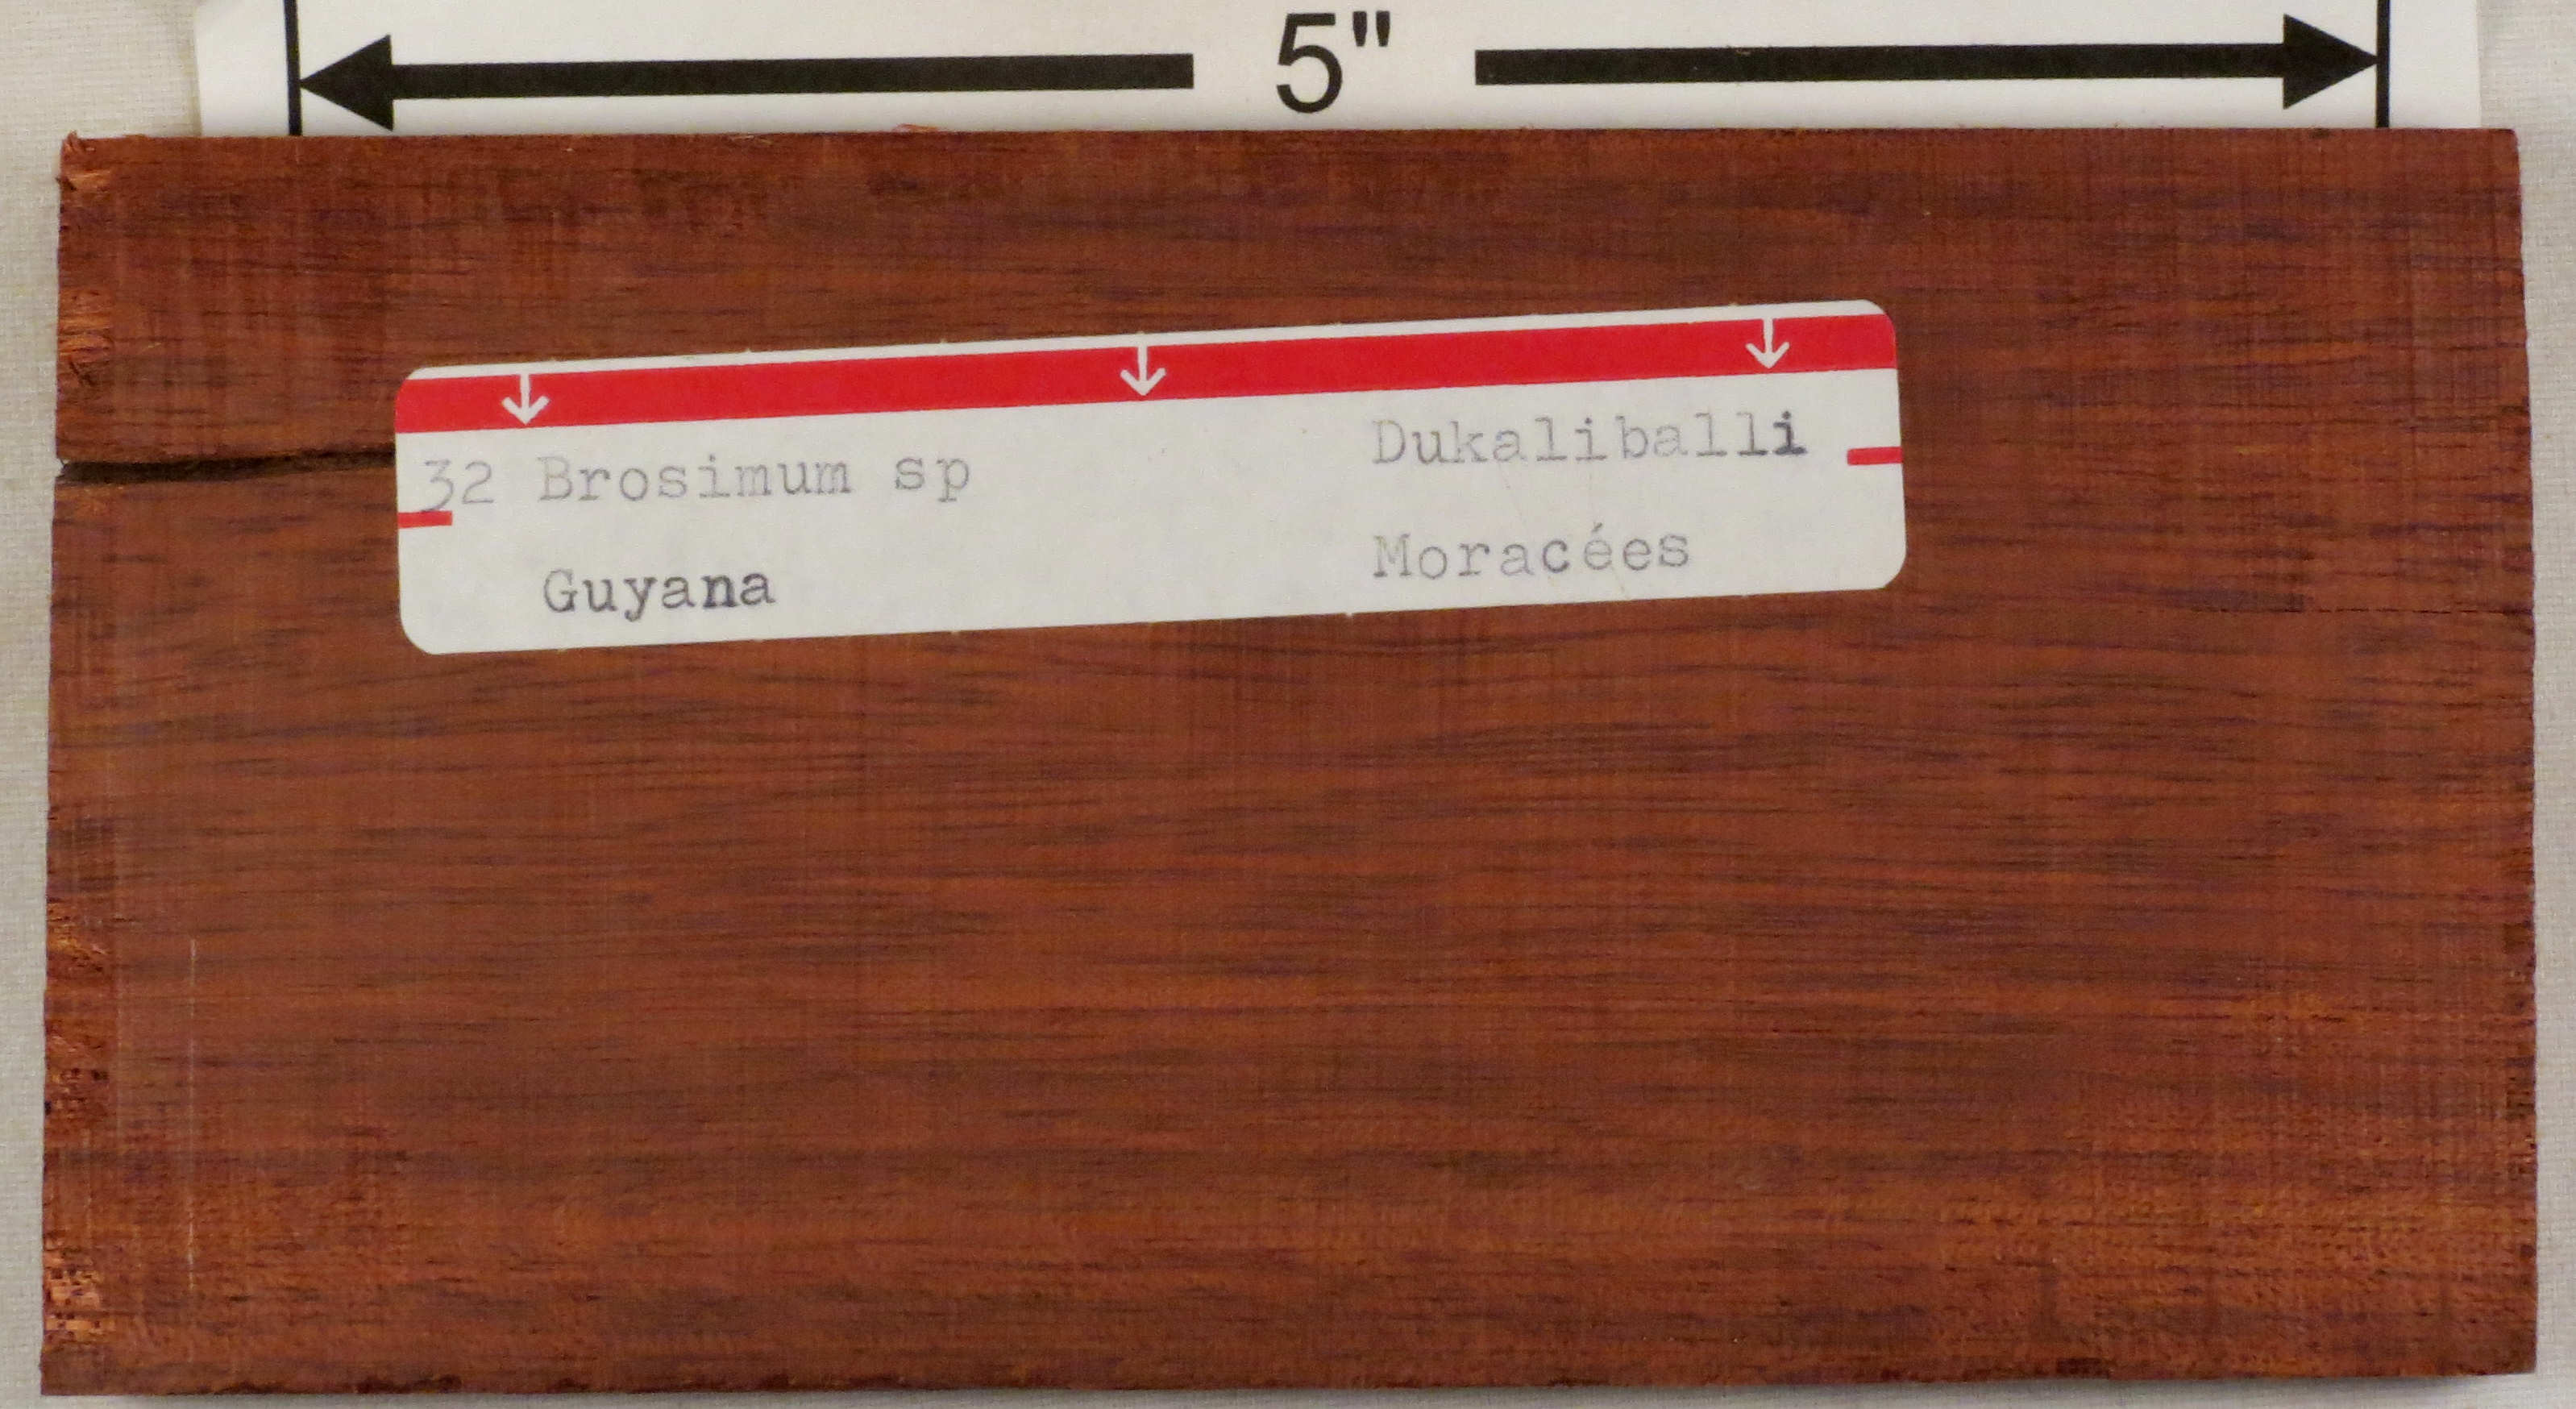 5"
32 Brosimum sp Dukaliballi
Guyana Moracées